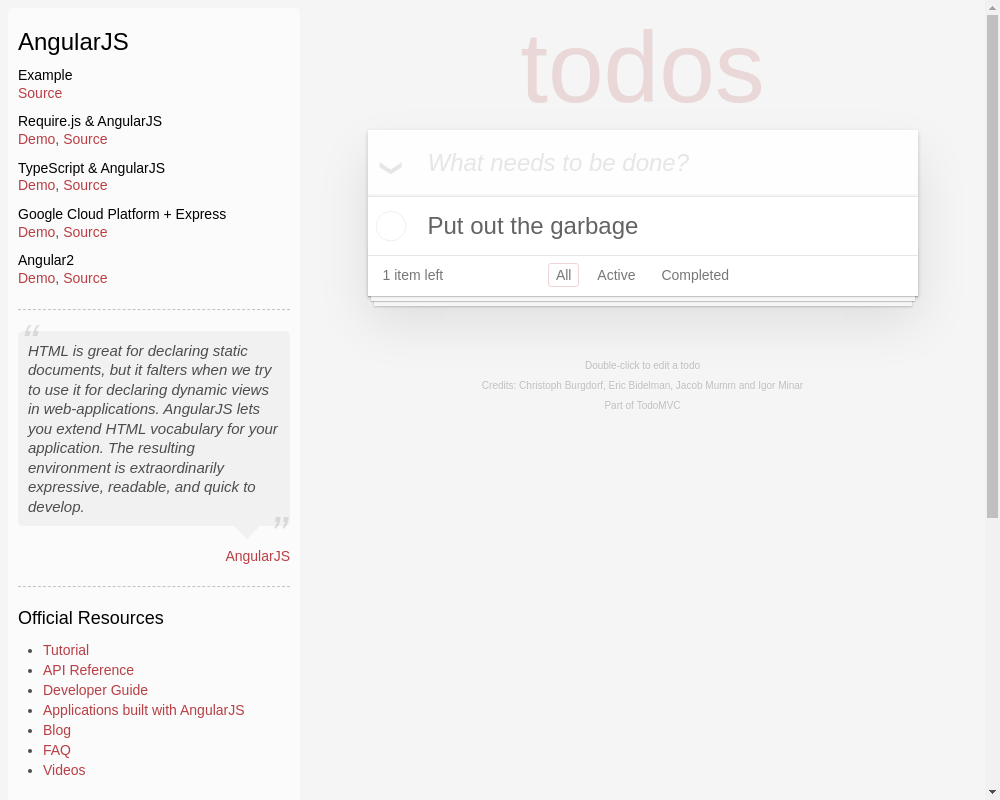 AngularJS
Example
Source
Require.js & AngularJS
Demo, Source
TypeScript & AngularJS
Demo, Source
Google Cloud Platform + Express
Demo, Source
Angular2
Demo, Source
“
HTML is great for declaring static
documents, but it falters when we try
to use it for declaring dynamic views
in web-applications. AngularJS lets
you extend HTML vocabulary for your
application. The resulting
environment is extraordinarily
expressive, readable, and quick to
develop.
”
AngularJS
Official Resources
Tutorial
API Reference
Developer Guide
Applications built with AngularJS
Blog
FAQ
Videos
todos
What needs to be done?
Put out the garbage
1 item left All Active Completed
Double-click to edit a todo
Credits: Christoph Burgdorf, Eric Bidelman, Jacob Mumm and Igor Minar
Part of TodoMVC